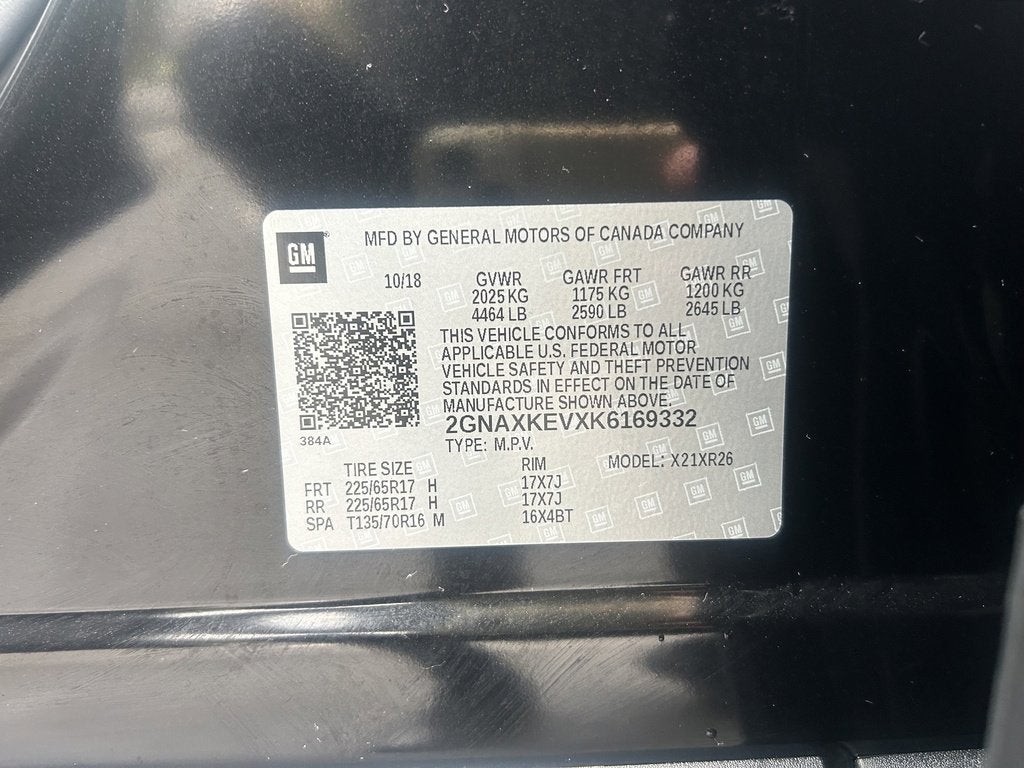 GM
MFD BY GENERAL MOTORS OF CANADA COMPANY
10/18 GVWR GAWR FRT GAWR RR
2025 KG 1175 KG 1200 KG
4464 LB 2590 LB 2645 LB
THIS VEHICLE CONFORMS TO ALL
APPLICABLE U.S. FEDERAL MOTOR
VEHICLE SAFETY AND THEFT PREVENTION
STANDARDS IN EFFECT ON THE DATE OF
MANUFACTURE SHOWN ABOVE.
2GNAXKEVXK6169332
384A
TYPE: M.P.V.
TIRE SIZE RIM MODEL: X21XR26
FRT 225/65R17 H 17X7J
RR 225/65R17 H 17X7J
SPA T135/70R16 M 16X4BT